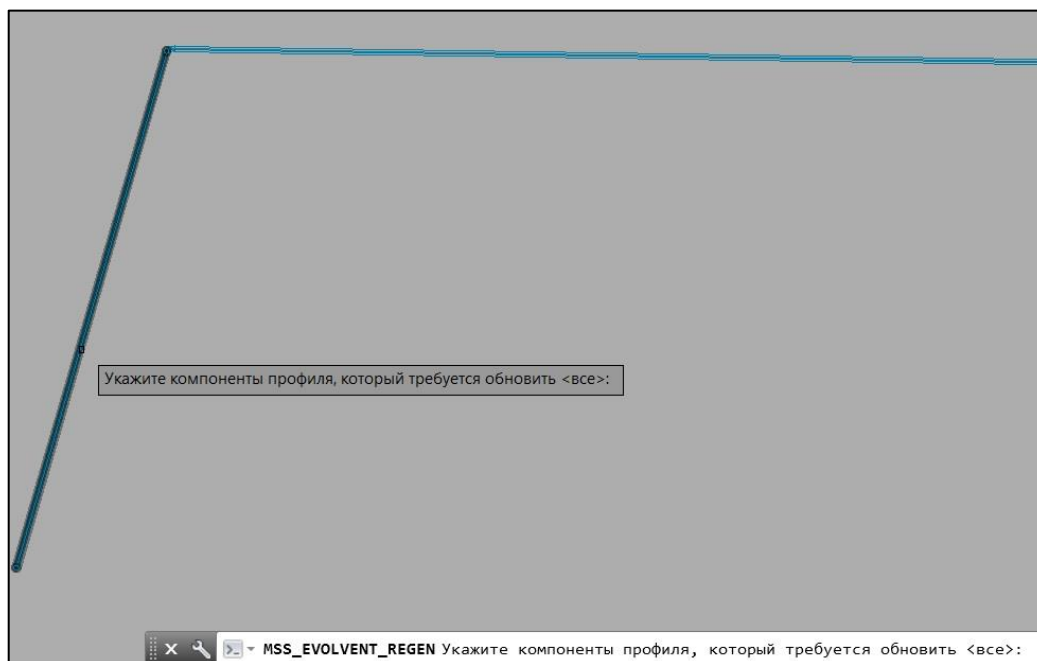 Укажите компоненты профиля, который требуется обновить <все>:
MSS_EVOLVENT_REGEN Укажите компоненты профиля, который требуется обновить <все>: